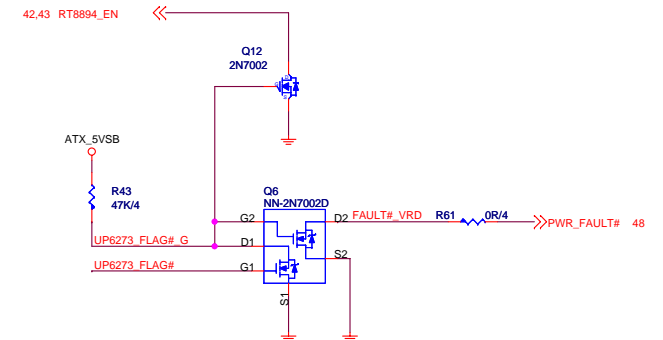 42,43 RT8894_EN
Q12
2N7002
ATX_5VSB
R43
47K/4
Q6
NN-2N7002D
G2
D2
FAULT#_VRD
R61
0R/4
PWR_FAULT# 48
UP6273_FLAG#_G
D1
S2
UP6273_FLAG#
G1
S1